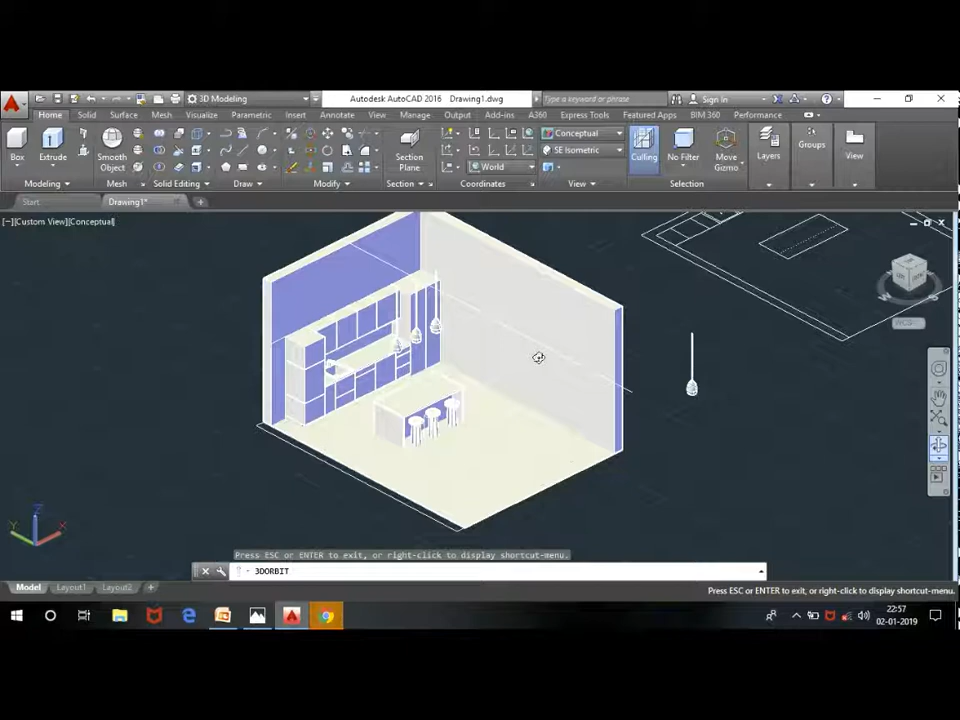 3D Modeling
Autodesk AutoCAD 2016 Drawing1.dwg
Type a keyword or phrase
Sign In
Home Solid Surface Mesh Visualize Parametric Insert Annotate View Manage Output Add-ins A360 Express Tools Featured Apps BIM 360 Performance
Box
Extrude
Smooth Object
Section Plane
World
Conceptual
SE Isometric
Culling
No Filter
Move Gizmo
Layers
Groups
View
Modeling
Mesh
Solid Editing
Draw
Modify
Section
Coordinates
View
Selection
Start
Drawing1*
[−][Custom View][Conceptual]
WCS
Z
Y
X
Press ESC or ENTER to exit, or right-click to display shortcut-menu.
3DORBIT
Model Layout1 Layout2 +
Press ESC or ENTER to exit, or right-click to display shortcut-menu.
22:57
02-01-2019